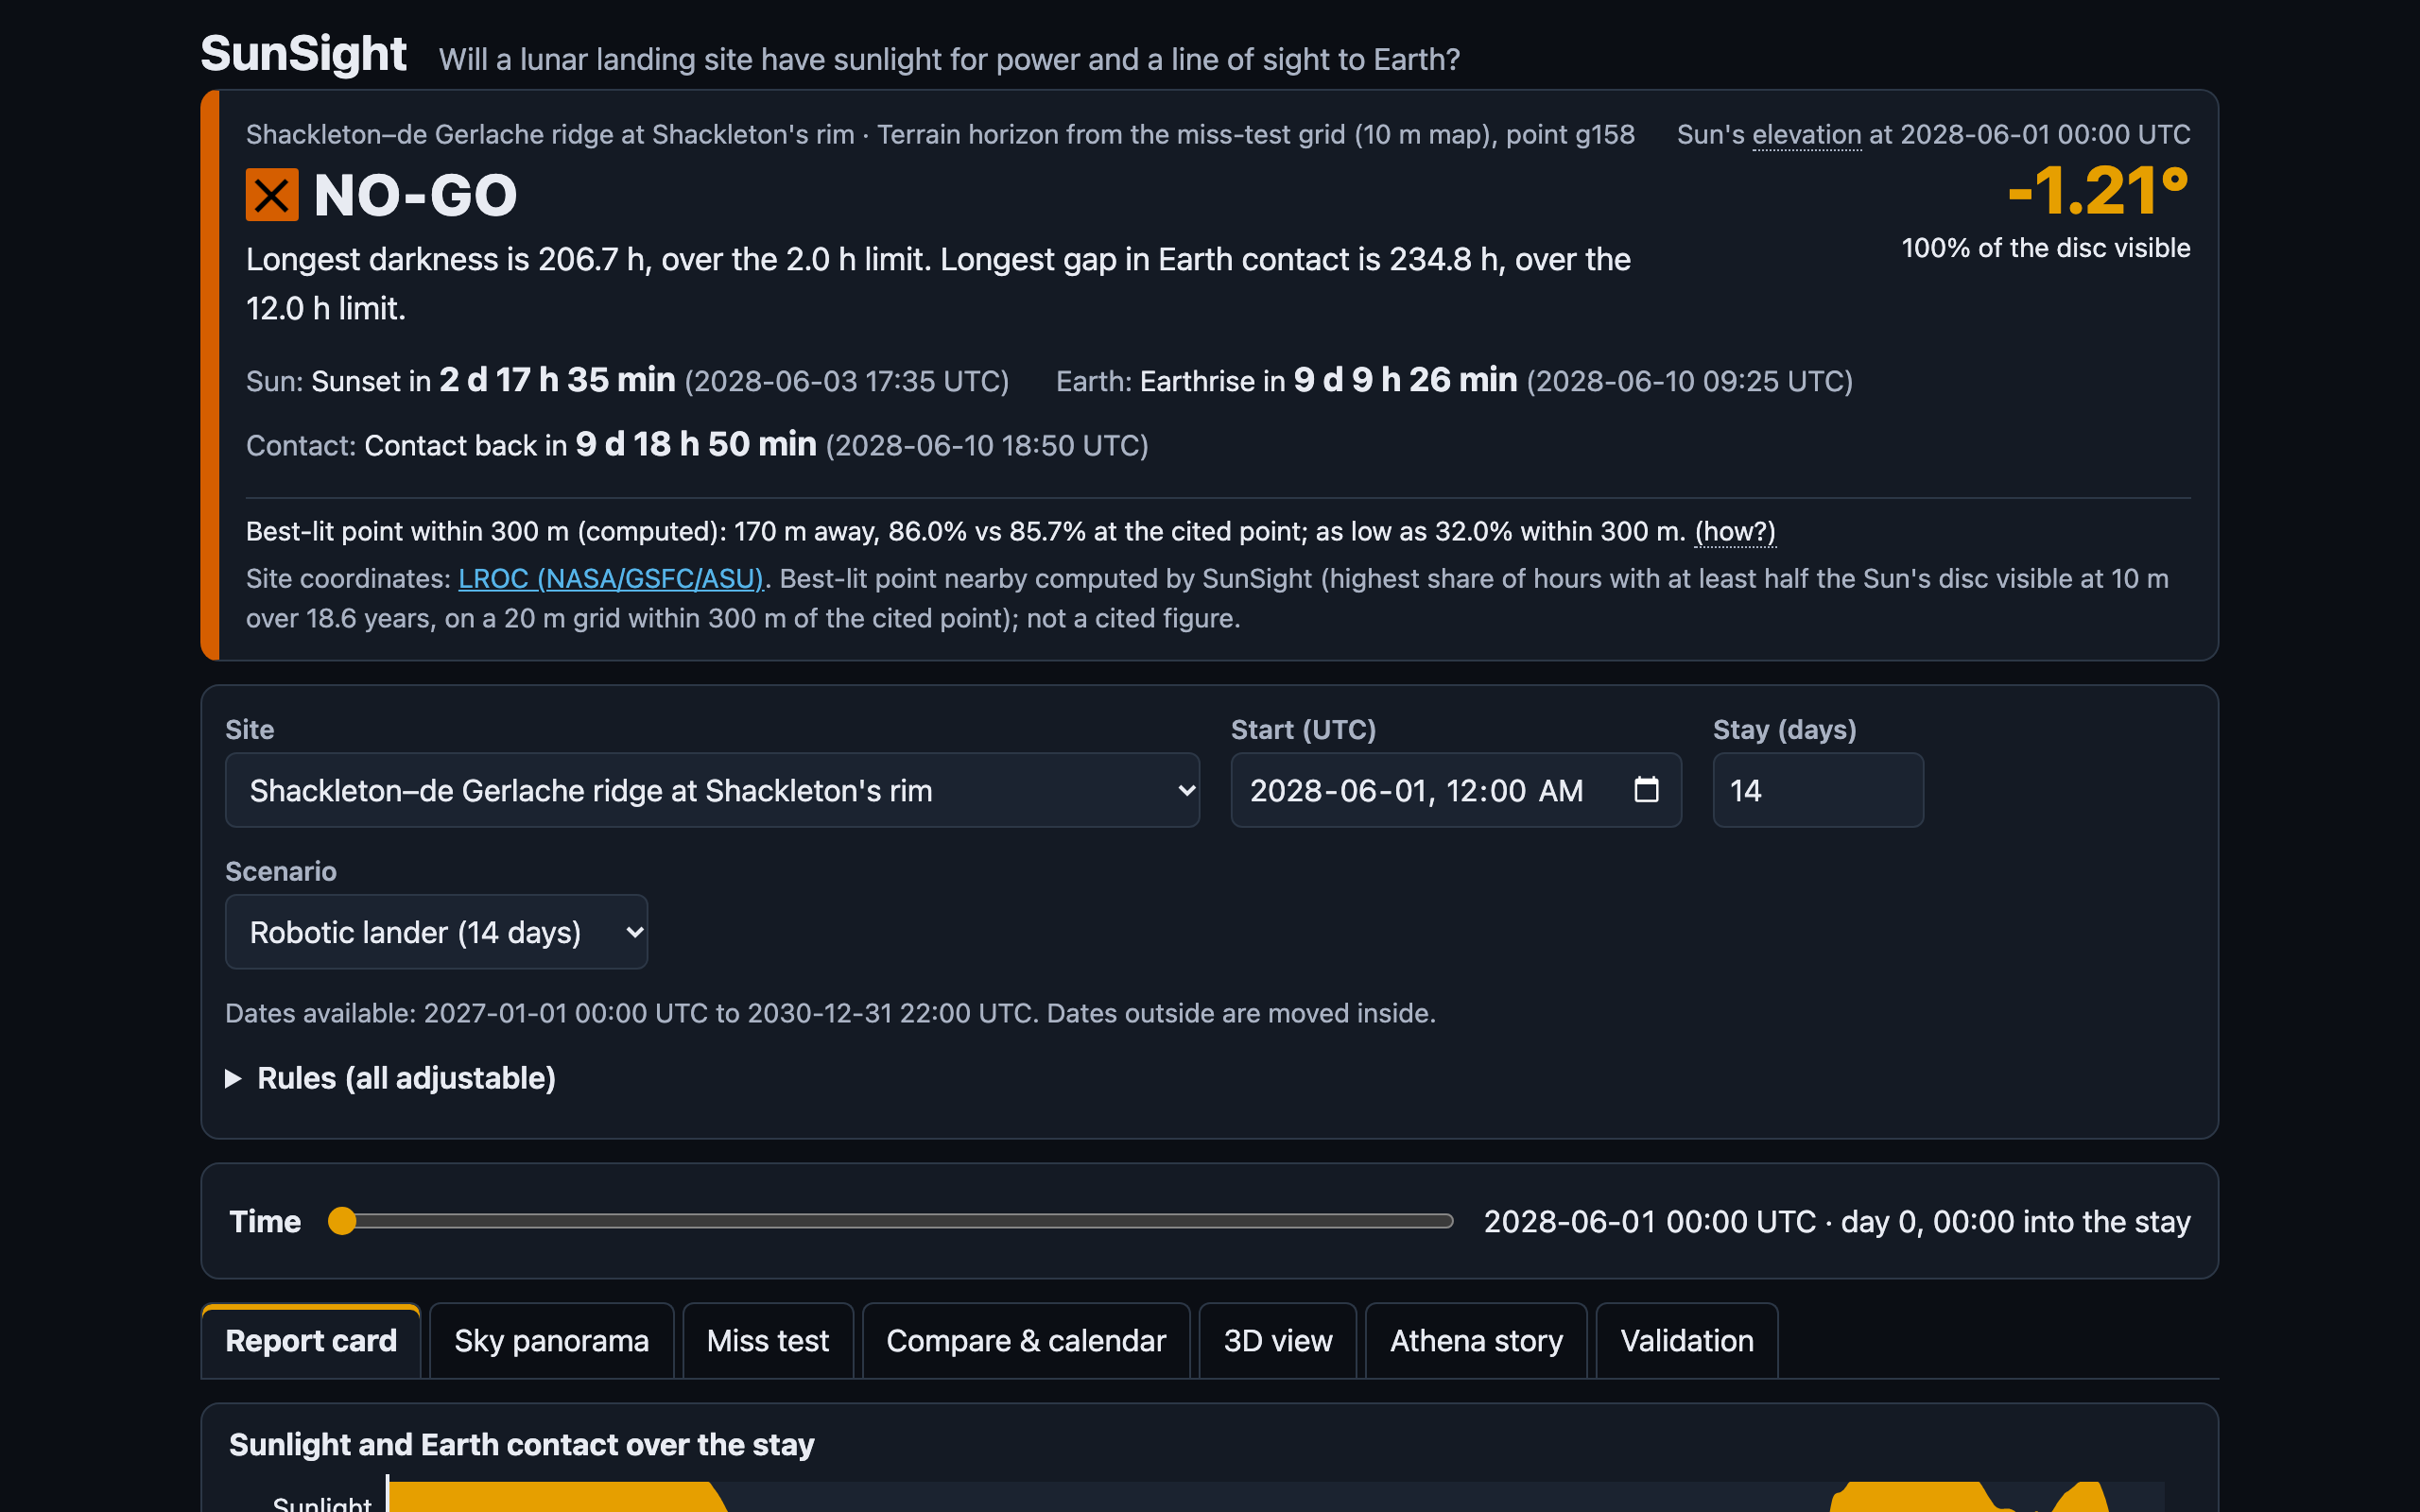 SunSight Will a lunar landing site have sunlight for power and a line of sight to Earth?
Shackleton–de Gerlache ridge at Shackleton's rim · Terrain horizon from the miss-test grid (10 m map), point g158
Sun's elevation at 2028-06-01 00:00 UTC
NO-GO
-1.21°
100% of the disc visible
Longest darkness is 206.7 h, over the 2.0 h limit. Longest gap in Earth contact is 234.8 h, over the
12.0 h limit.
Sun: Sunset in 2 d 17 h 35 min (2028-06-03 17:35 UTC) Earth: Earthrise in 9 d 9 h 26 min (2028-06-10 09:25 UTC)
Contact: Contact back in 9 d 18 h 50 min (2028-06-10 18:50 UTC)
Best-lit point within 300 m (computed): 170 m away, 86.0% vs 85.7% at the cited point; as low as 32.0% within 300 m. (how?)
Site coordinates: LROC (NASA/GSFC/ASU). Best-lit point nearby computed by SunSight (highest share of hours with at least half the Sun's disc visible at 10 m
over 18.6 years, on a 20 m grid within 300 m of the cited point); not a cited figure.
Site Start (UTC) Stay (days)
Shackleton–de Gerlache ridge at Shackleton's rim 2028-06-01, 12:00 AM 14
Scenario
Robotic lander (14 days)
Dates available: 2027-01-01 00:00 UTC to 2030-12-31 22:00 UTC. Dates outside are moved inside.
Rules (all adjustable)
Time 2028-06-01 00:00 UTC · day 0, 00:00 into the stay
Report card Sky panorama Miss test Compare & calendar 3D view Athena story Validation
Sunlight and Earth contact over the stay
Sunlight